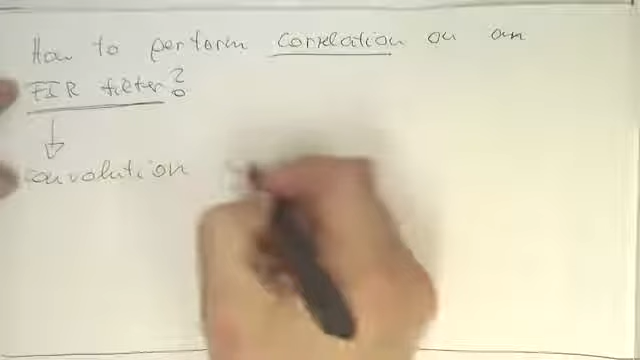 How to perform correlation on an
FIR filter?
convolution